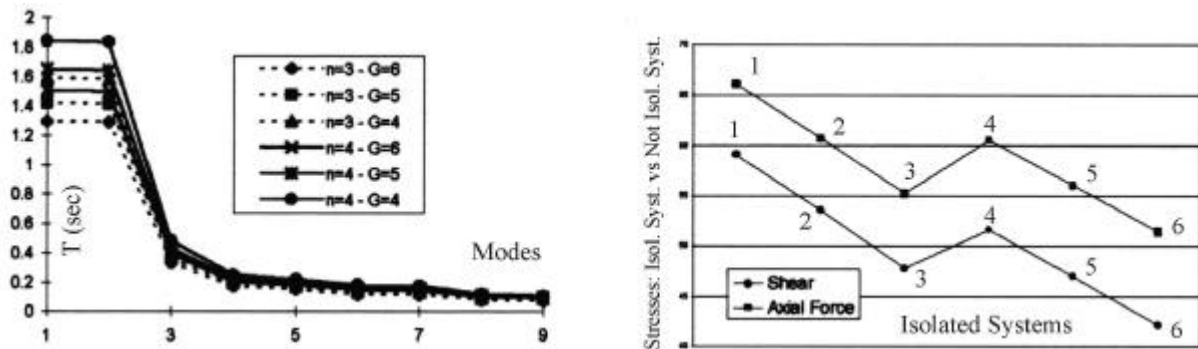 2
1.8
1.6
1.4
1.2
1
0.8
0.6
0.4
0.2
0
T (sec)
1
3
5
7
9
Modes
n=3 - G=6
n=3 - G=5
n=3 - G=4
n=4 - G=6
n=4 - G=5
n=4 - G=4
Stresses: Isol. Syst. vs Not Isol. Syst.
1
2
3
4
5
6
1
2
3
4
5
6
Shear
Axial Force
Isolated Systems